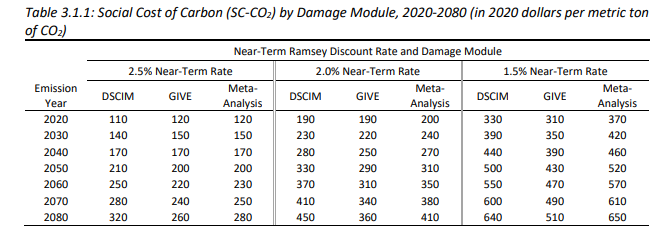 Table 3.1.1: Social Cost of Carbon (SC-CO₂) by Damage Module, 2020-2080 (in 2020 dollars per metric ton
of CO₂)
Near-Term Ramsey Discount Rate and Damage Module
2.5% Near-Term Rate 2.0% Near-Term Rate 1.5% Near-Term Rate
Emission Year DSCIM GIVE Meta-Analysis DSCIM GIVE Meta-Analysis DSCIM GIVE Meta-Analysis
2020 110 120 120 190 190 200 330 310 370
2030 140 150 150 230 220 240 390 350 420
2040 170 170 170 280 250 270 440 390 460
2050 210 200 200 330 290 310 500 430 520
2060 250 220 230 370 310 350 550 470 570
2070 280 240 250 410 340 380 600 490 610
2080 320 260 280 450 360 410 640 510 650